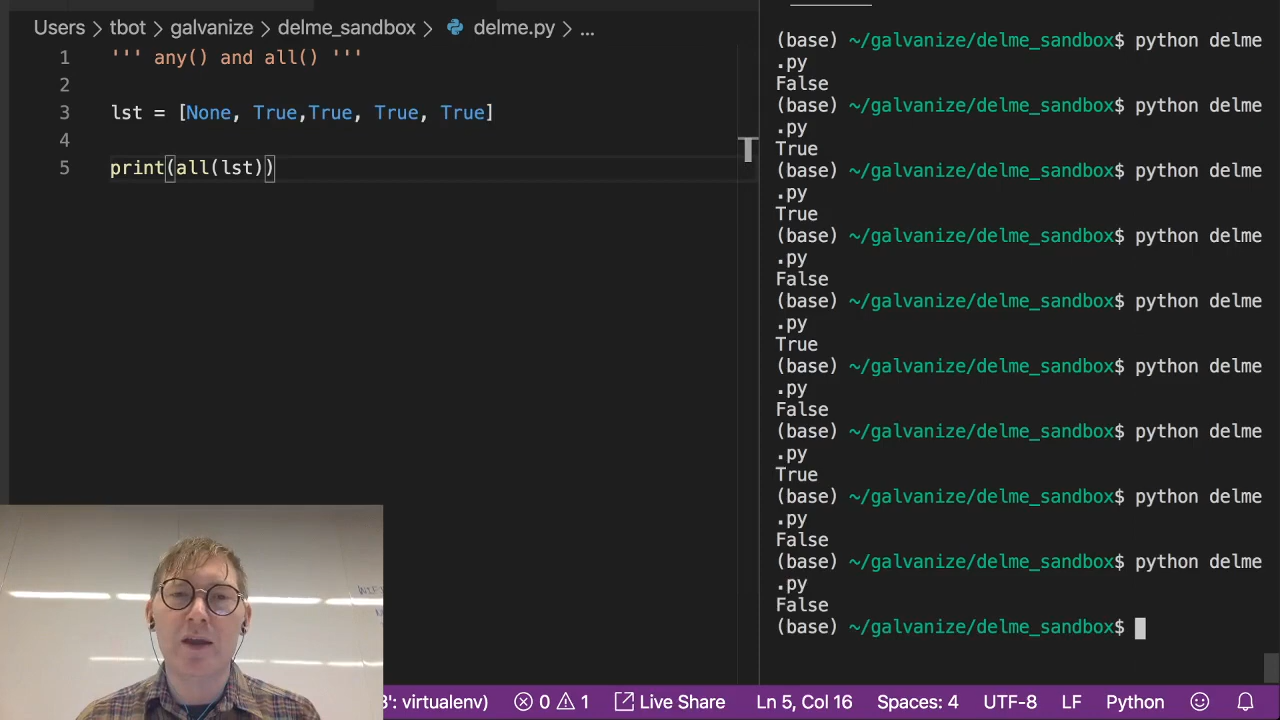 Users > tbot > galvanize > delme_sandbox > delme.py > ...
1 ''' any() and all() '''
2
3 lst = [None, True,True, True, True]
4
5 print(all(lst))
(base) ~/galvanize/delme_sandbox$ python delme
.py
False
(base) ~/galvanize/delme_sandbox$ python delme
.py
True
(base) ~/galvanize/delme_sandbox$ python delme
.py
True
(base) ~/galvanize/delme_sandbox$ python delme
.py
False
(base) ~/galvanize/delme_sandbox$ python delme
.py
True
(base) ~/galvanize/delme_sandbox$ python delme
.py
False
(base) ~/galvanize/delme_sandbox$ python delme
.py
True
(base) ~/galvanize/delme_sandbox$ python delme
.py
False
(base) ~/galvanize/delme_sandbox$ python delme
.py
False
(base) ~/galvanize/delme_sandbox$
3': virtualenv) 0 1 Live Share Ln 5, Col 16 Spaces: 4 UTF-8 LF Python